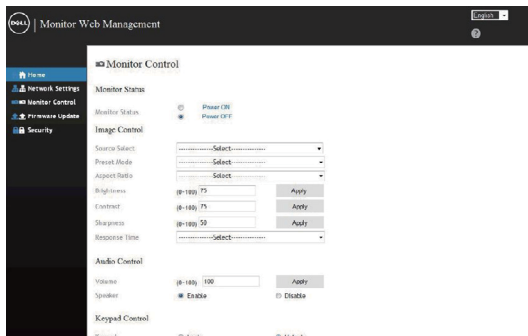 DELL | Monitor Web Management
English
Home
Network Settings
Monitor Control
Firmware Update
Security
Monitor Control
Monitor Status
Monitor Status Power ON
Power OFF
Image Control
Source Select ---------------Select---------------
Preset Mode ---------------Select---------------
Aspect Ratio ---------------Select---------------
Brightness (0~100) 75 Apply
Contrast (0~100) 75 Apply
Sharpness (0~100) 50 Apply
Response Time ---------------Select---------------
Audio Control
Volume (0~100) 100 Apply
Speaker Enable Disable
Keypad Control